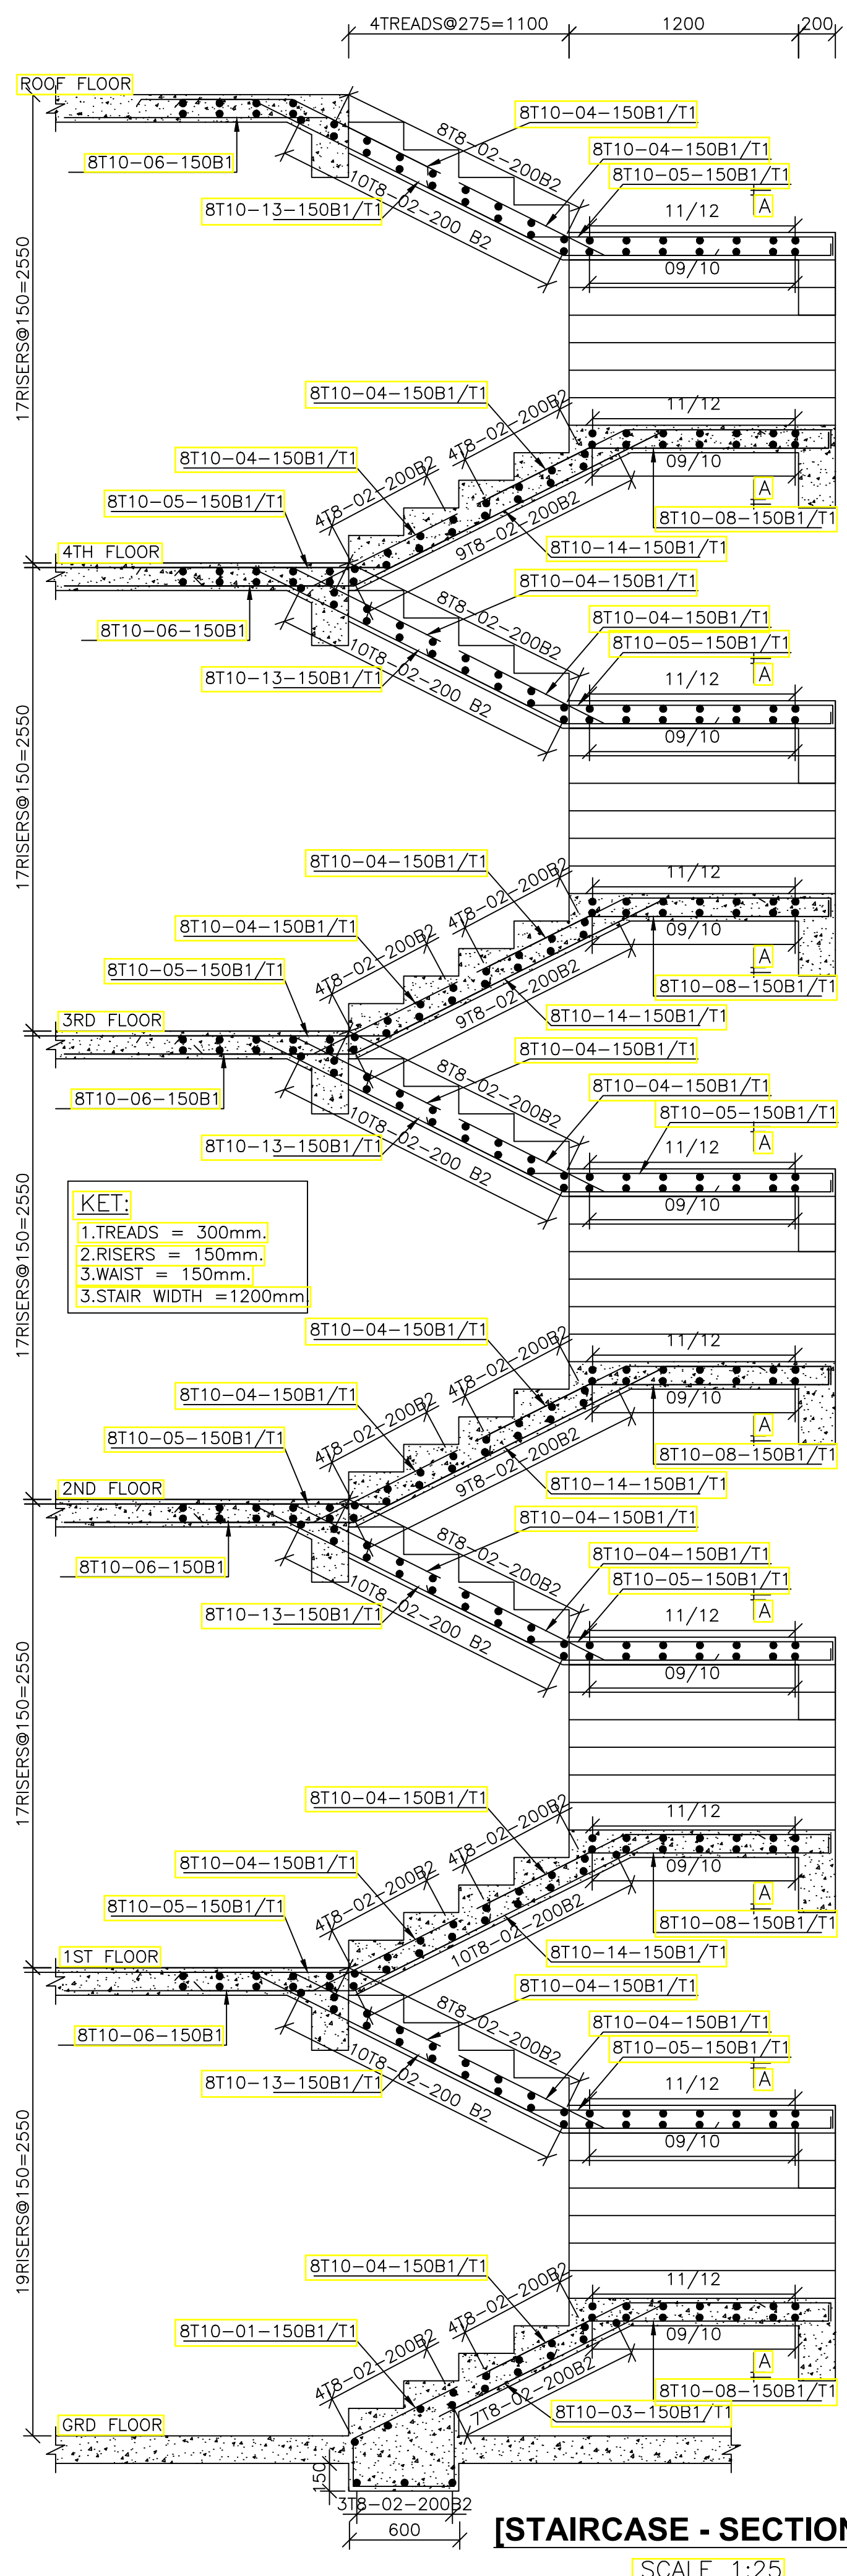 4TREADS@275=1100
1200
200
ROOF FLOOR
8T10-06-150B1
8T10-13-150B1/T1
8T8-02-200B2
10T8-02-200 B2
8T10-04-150B1/T1
8T10-04-150B1/T1
8T10-05-150B1/T1
A
11/12
09/10
17RISERS@150=2550
8T10-04-150B1/T1
8T10-04-150B1/T1
8T10-05-150B1/T1
4T8-02-200B2
4T8-02-200B2
9T8-02-200B2
11/12
09/10
A
8T10-08-150B1/T1
8T10-14-150B1/T1
4TH FLOOR
8T10-06-150B1
8T10-13-150B1/T1
8T8-02-200B2
10T8-02-200 B2
8T10-04-150B1/T1
8T10-04-150B1/T1
8T10-05-150B1/T1
A
11/12
09/10
17RISERS@150=2550
8T10-04-150B1/T1
8T10-04-150B1/T1
8T10-05-150B1/T1
4T8-02-200B2
4T8-02-200B2
9T8-02-200B2
11/12
09/10
A
8T10-08-150B1/T1
8T10-14-150B1/T1
3RD FLOOR
8T10-06-150B1
8T10-13-150B1/T1
8T8-02-200B2
10T8-02-200 B2
8T10-04-150B1/T1
8T10-04-150B1/T1
8T10-05-150B1/T1
A
11/12
09/10
KET:
1.TREADS = 300mm.
2.RISERS = 150mm.
3.WAIST = 150mm.
3.STAIR WIDTH =1200mm.
17RISERS@150=2550
8T10-04-150B1/T1
8T10-04-150B1/T1
8T10-05-150B1/T1
4T8-02-200B2
4T8-02-200B2
9T8-02-200B2
11/12
09/10
A
8T10-08-150B1/T1
8T10-14-150B1/T1
2ND FLOOR
8T10-06-150B1
8T10-13-150B1/T1
8T8-02-200B2
10T8-02-200 B2
8T10-04-150B1/T1
8T10-04-150B1/T1
8T10-05-150B1/T1
A
11/12
09/10
17RISERS@150=2550
8T10-04-150B1/T1
8T10-04-150B1/T1
8T10-05-150B1/T1
4T8-02-200B2
4T8-02-200B2
10T8-02-200B2
11/12
09/10
A
8T10-08-150B1/T1
8T10-14-150B1/T1
1ST FLOOR
8T10-06-150B1
8T10-13-150B1/T1
8T8-02-200B2
10T8-02-200 B2
8T10-04-150B1/T1
8T10-04-150B1/T1
8T10-05-150B1/T1
A
11/12
09/10
19RISERS@150=2550
8T10-04-150B1/T1
8T10-01-150B1/T1
4T8-02-200B2
4T8-02-200B2
7T8-02-200B2
11/12
09/10
A
8T10-08-150B1/T1
8T10-03-150B1/T1
GRD FLOOR
150
3T8-02-200B2
600
[STAIRCASE - SECTION
SCALE 1:25